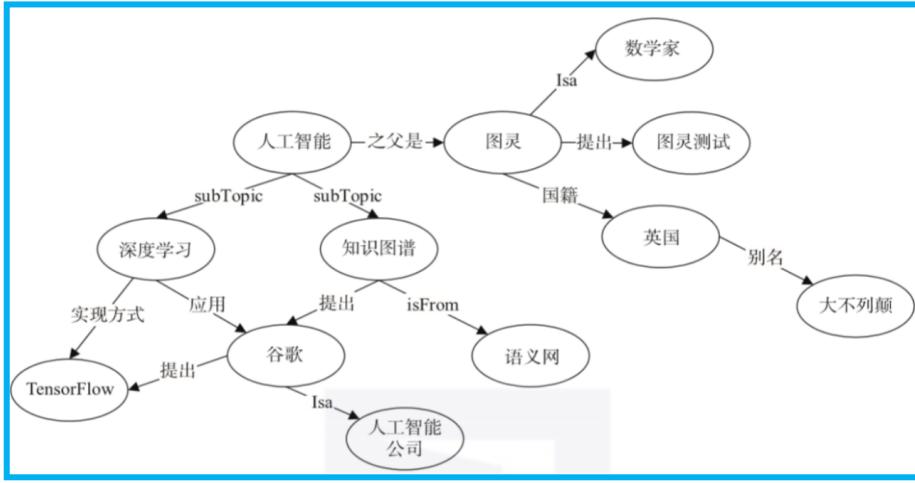 数学家
Isa
人工智能
之父是
图灵
提出
图灵测试
subTopic
subTopic
国籍
深度学习
知识图谱
英国
别名
实现方式
应用
提出
isFrom
大不列颠
谷歌
语义网
提出
TensorFlow
Isa
人工智能
公司